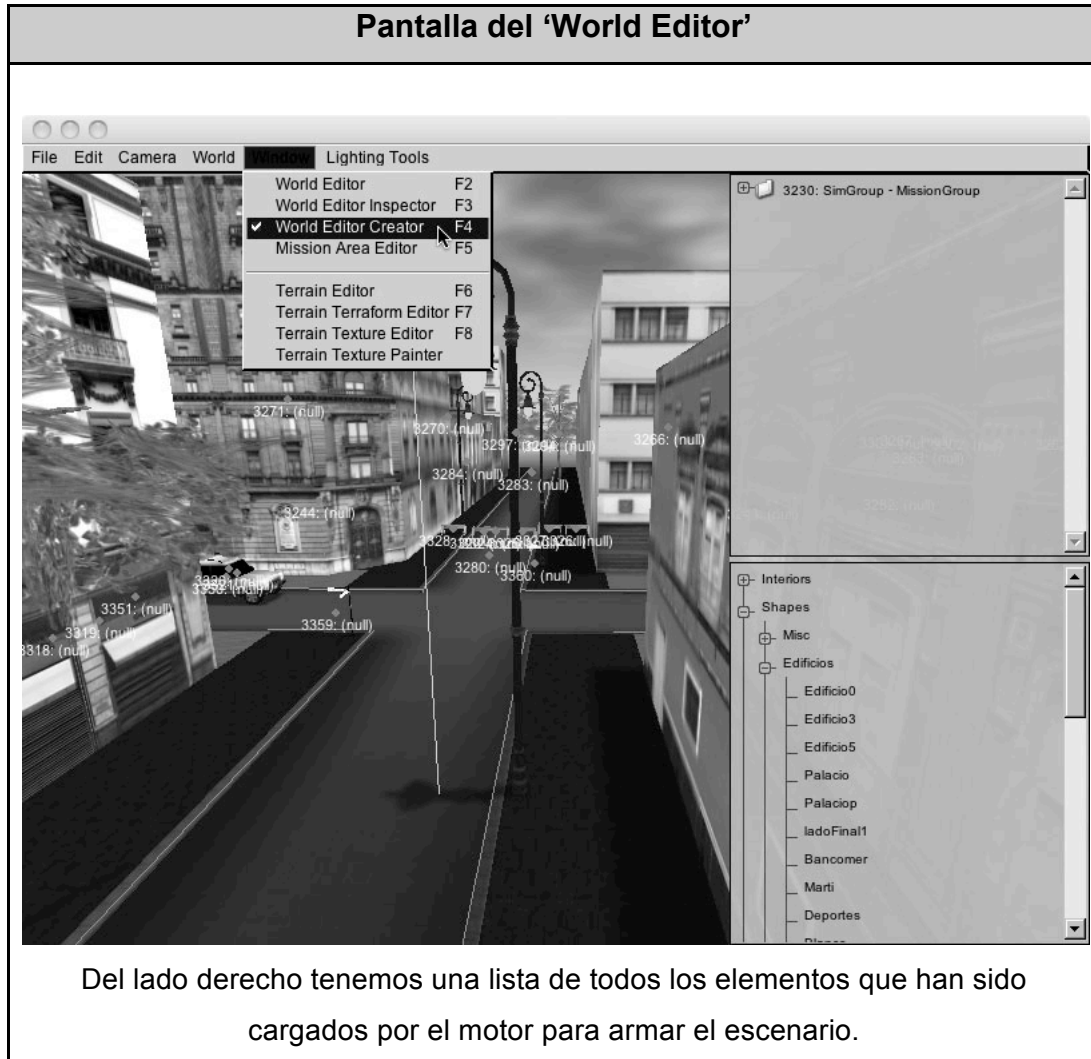 Pantalla del ‘World Editor’
File Edit Camera World Window Lighting Tools
World Editor F2
World Editor Inspector F3
World Editor Creator F4
Mission Area Editor F5
Terrain Editor F6
Terrain Terraform Editor F7
Terrain Texture Editor F8
Terrain Texture Painter
3230: SimGroup - MissionGroup
3271: (null)
3270: (null)
3297:
3266: (null)
3284: (null)
3283: (null)
3244: (null)
3280: (null)
3360: (null)
3351: (null)
3359: (null)
3319: (null)
3318: (null)
Interiors
Shapes
Misc
Edificios
Edificio0
Edificio3
Edificio5
Palacio
Palaciop
ladoFinal1
Bancomer
Marti
Deportes
Del lado derecho tenemos una lista de todos los elementos que han sido
cargados por el motor para armar el escenario.